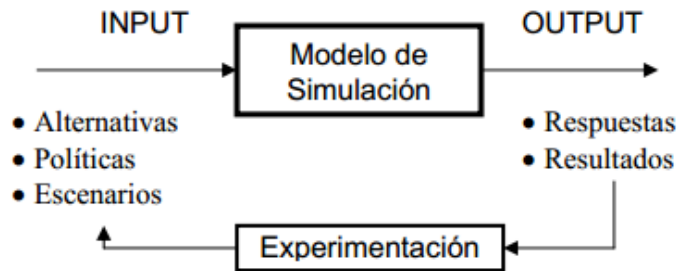 INPUT
Modelo de
Simulación
OUTPUT
• Alternativas
• Políticas
• Escenarios
• Respuestas
• Resultados
Experimentación